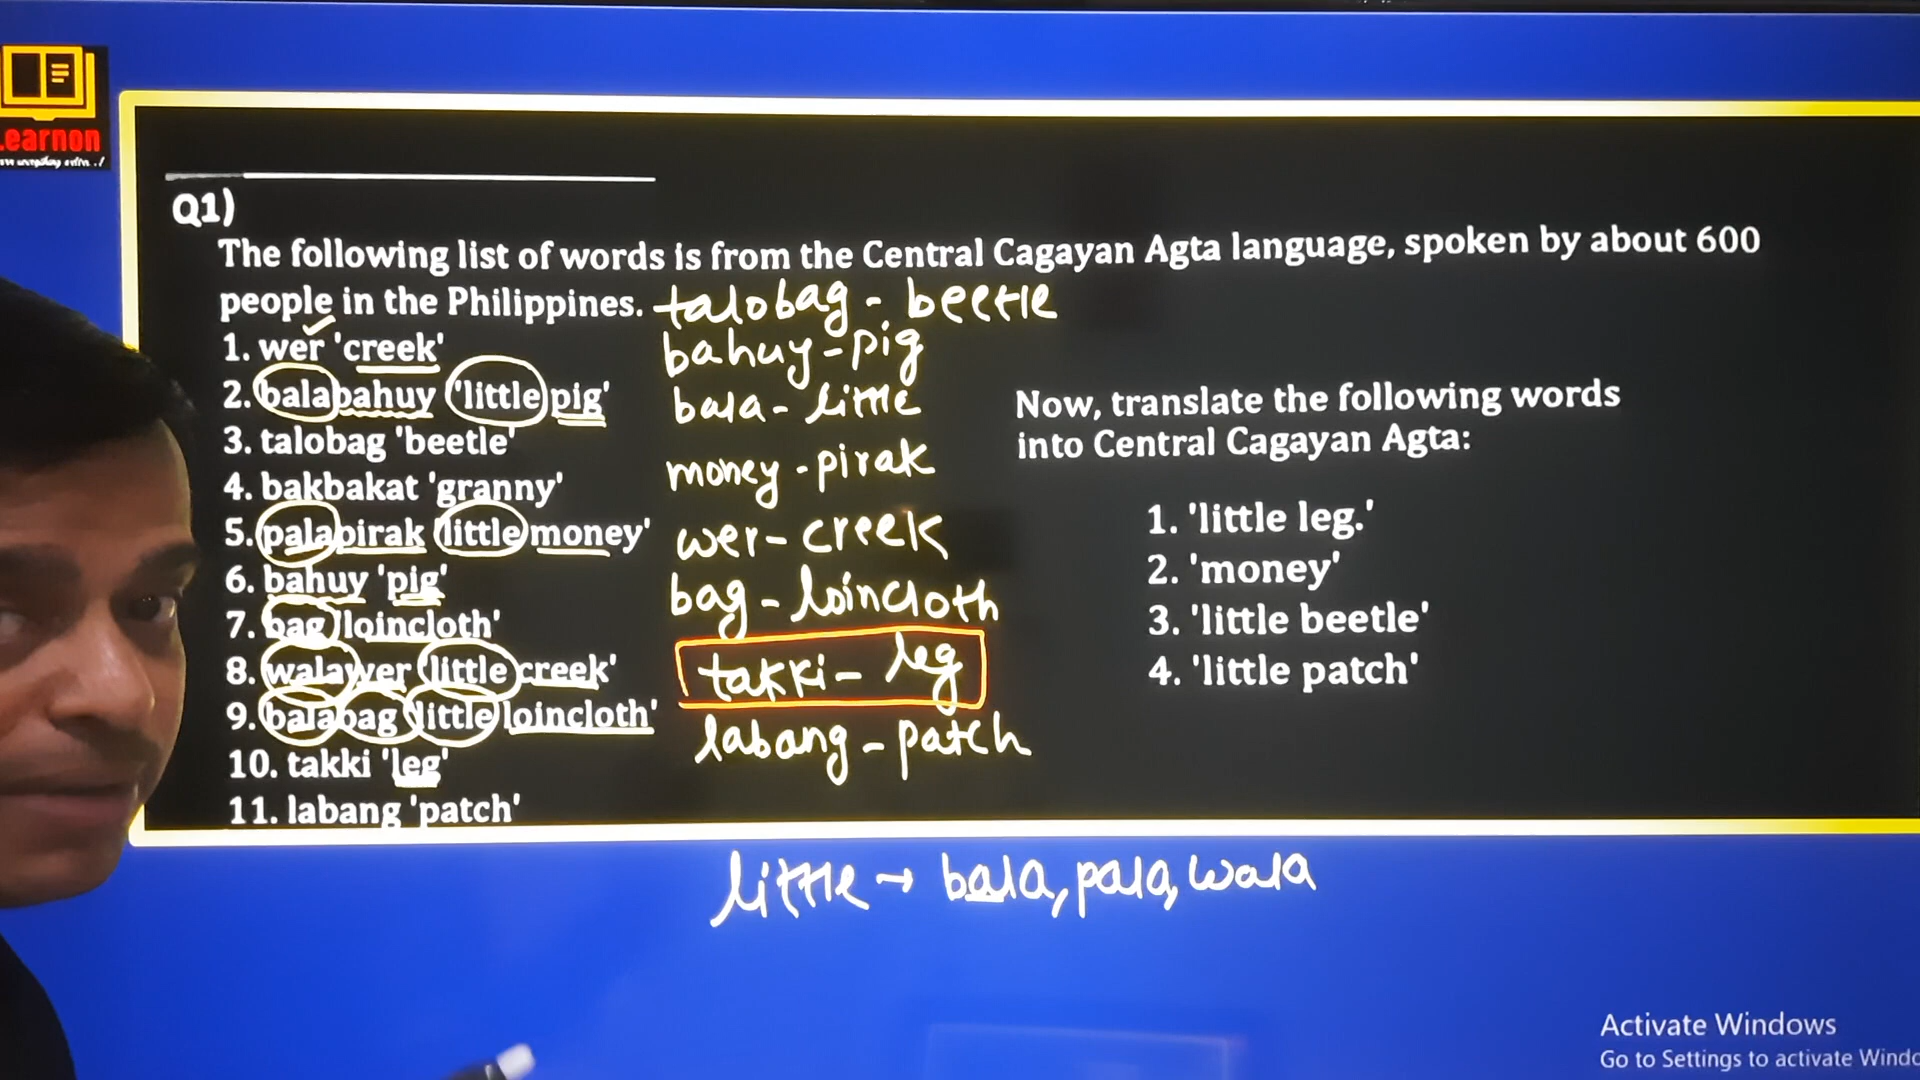 earnon
Q1)
The following list of words is from the Central Cagayan Agta language, spoken by about 600
people in the Philippines.
1. wer 'creek'
2. balabahuy 'little pig'
3. talobag 'beetle'
4. bakbakat 'granny'
5. palapirak 'little money'
6. bahuy 'pig'
7. bag 'loincloth'
8. walawer 'little creek'
9. balabag 'little loincloth'
10. takki 'leg'
11. labang 'patch'
talobag - beetle
bahuy - pig
bala - little
money - pirak
wer - creek
bag - loincloth
takki - leg
labang - patch
Now, translate the following words
into Central Cagayan Agta:
1. 'little leg.'
2. 'money'
3. 'little beetle'
4. 'little patch'
little → bala, pala, wala
Activate Windows
Go to Settings to activate Windo